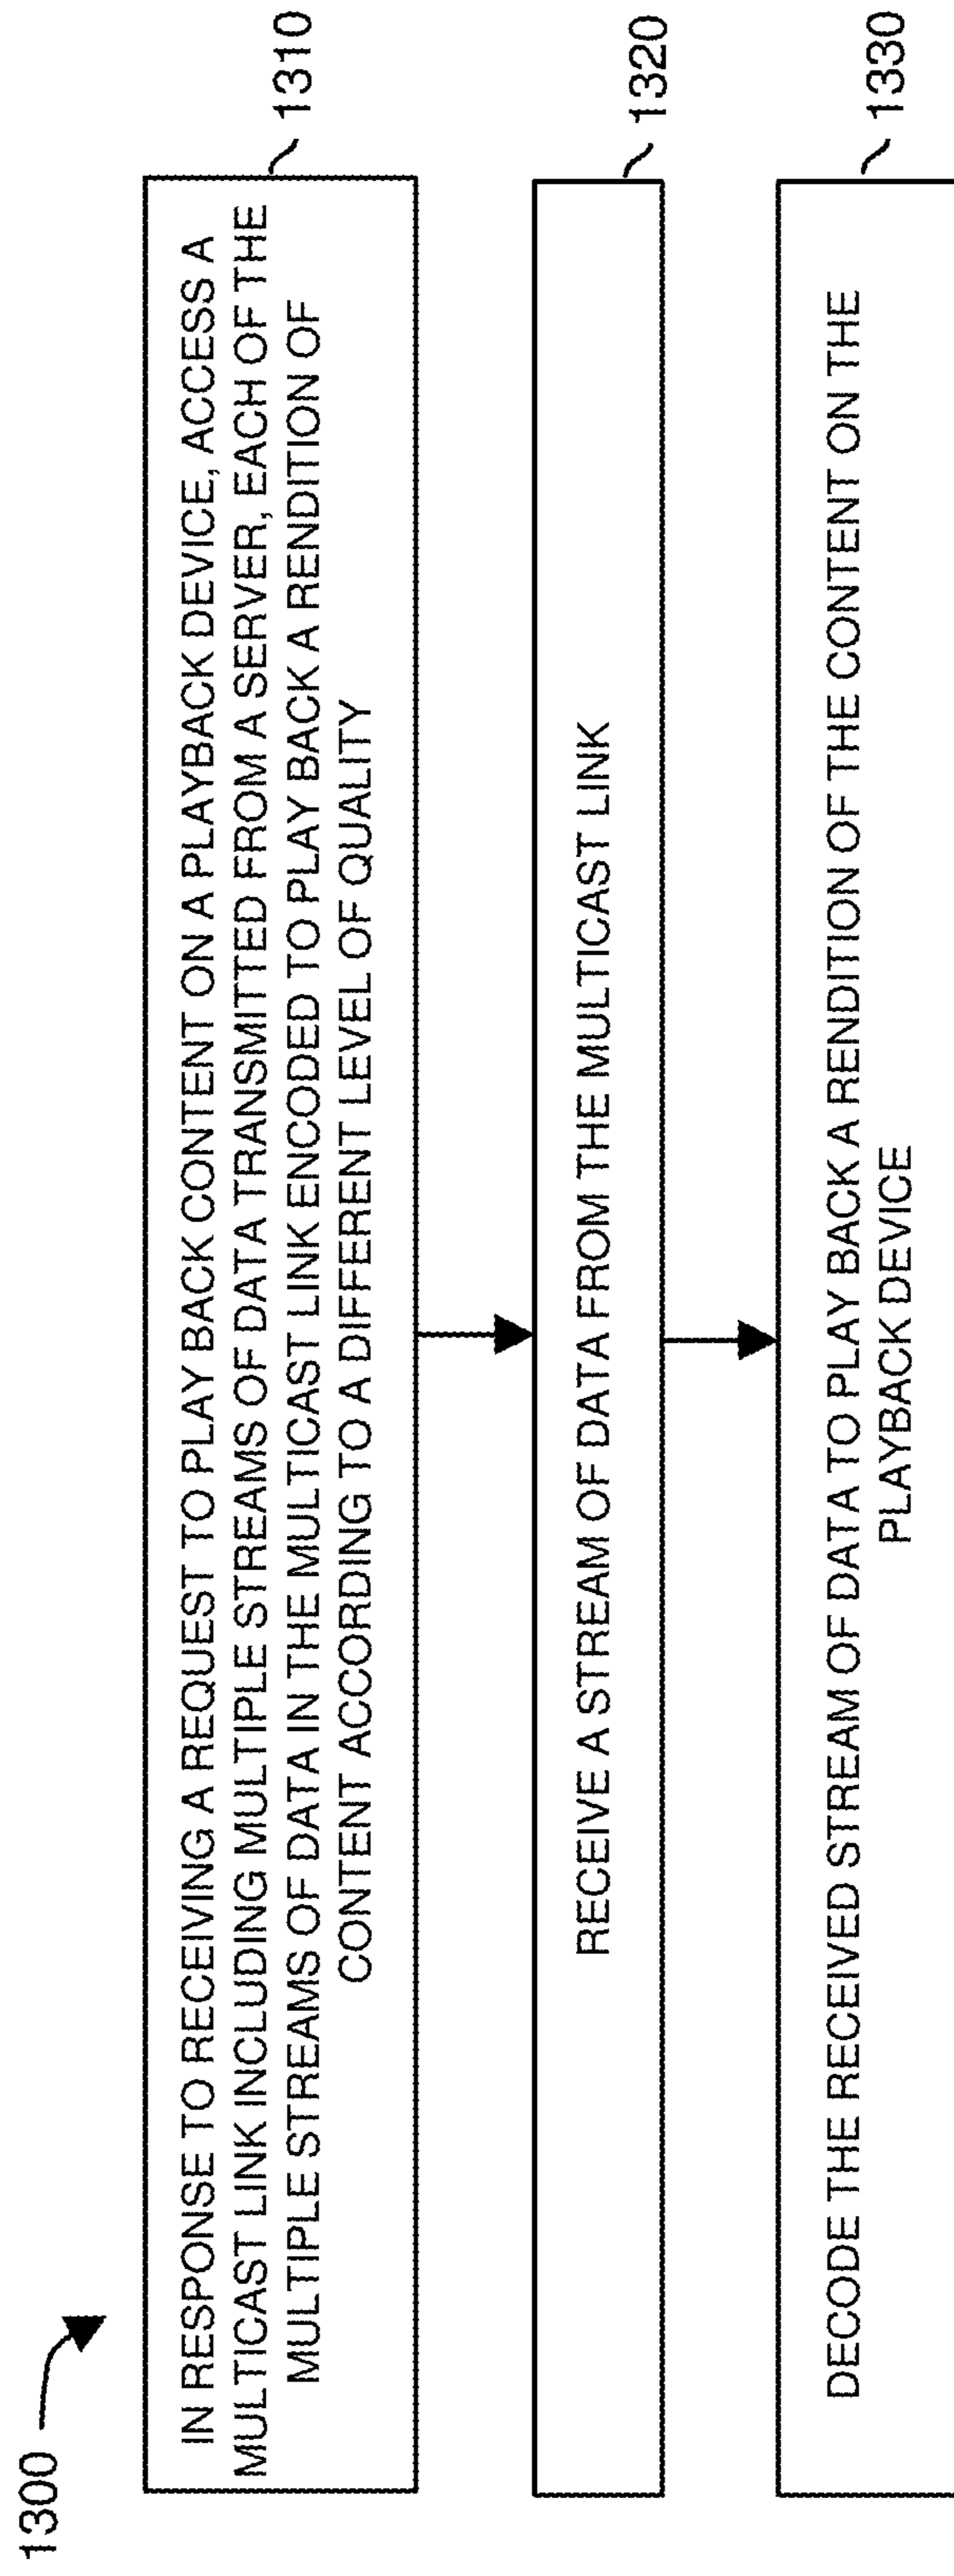 1300
IN RESPONSE TO RECEIVING A REQUEST TO PLAY BACK CONTENT ON A PLAYBACK DEVICE, ACCESS A
MULTICAST LINK INCLUDING MULTIPLE STREAMS OF DATA TRANSMITTED FROM A SERVER, EACH OF THE
MULTIPLE STREAMS OF DATA IN THE MULTICAST LINK ENCODED TO PLAY BACK A RENDITION OF
CONTENT ACCORDING TO A DIFFERENT LEVEL OF QUALITY
1310
RECEIVE A STREAM OF DATA FROM THE MULTICAST LINK
1320
DECODE THE RECEIVED STREAM OF DATA TO PLAY BACK A RENDITION OF THE CONTENT ON THE
PLAYBACK DEVICE
1330